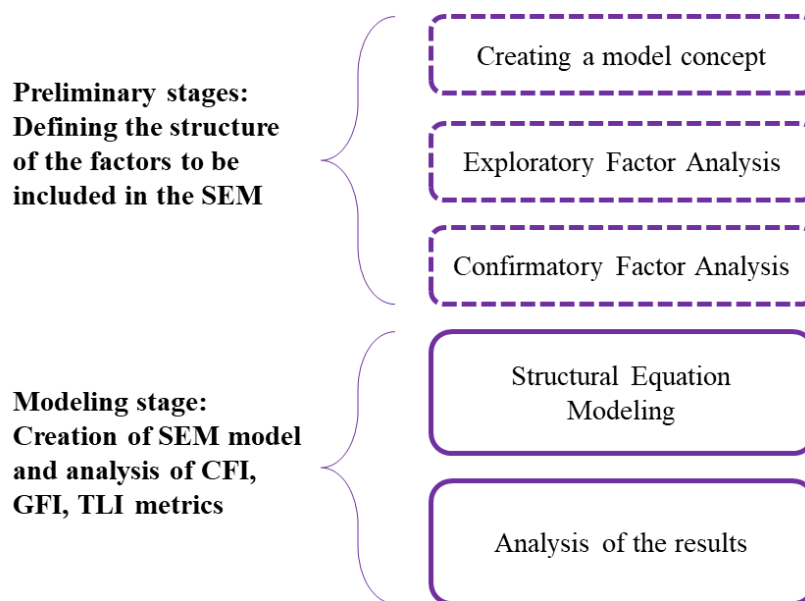 Preliminary stages:
Defining the structure
of the factors to be
included in the SEM
Creating a model concept
Exploratory Factor Analysis
Confirmatory Factor Analysis
Modeling stage:
Creation of SEM model
and analysis of CFI,
GFI, TLI metrics
Structural Equation
Modeling
Analysis of the results